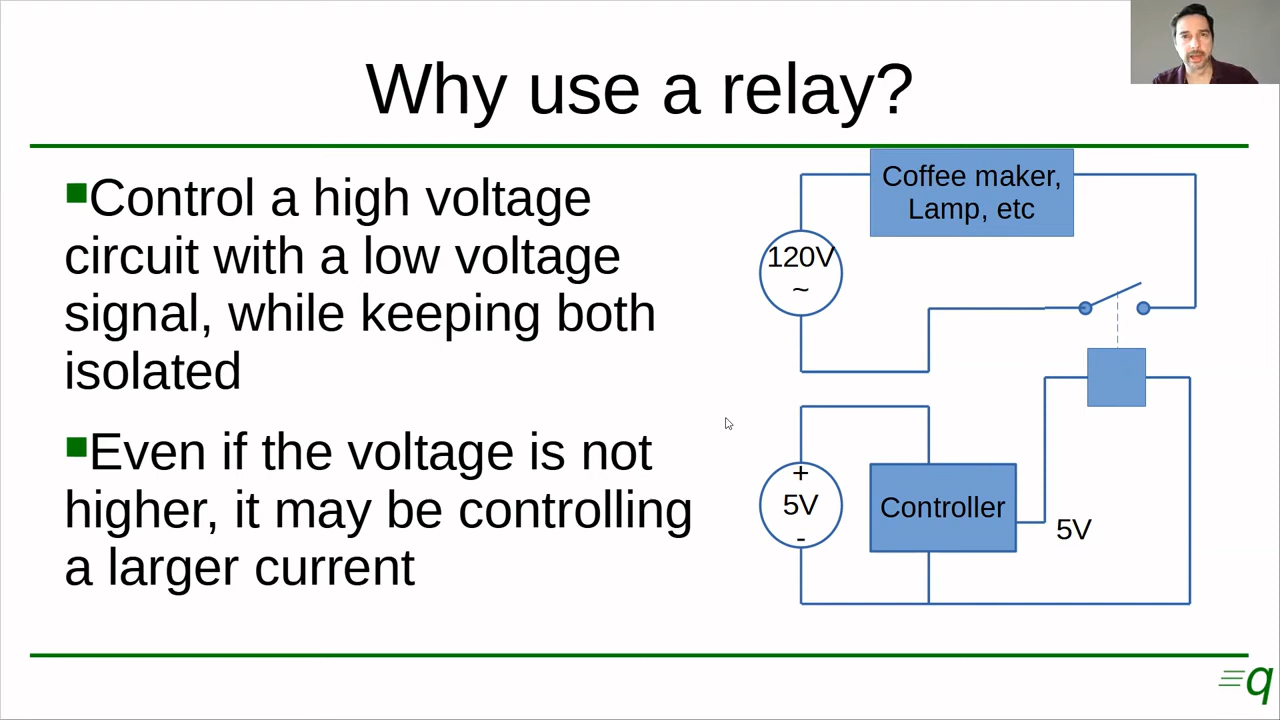 Why use a relay?
Control a high voltage
circuit with a low voltage
signal, while keeping both
isolated
Even if the voltage is not
higher, it may be controlling
a larger current
Coffee maker,
Lamp, etc
120V
~
+
5V
-
Controller
5V
q